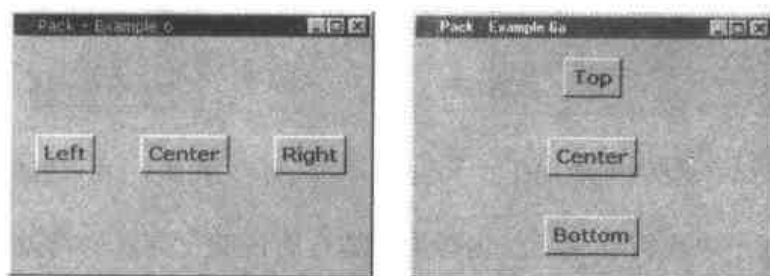 Pack - Example 6
Left Center Right
Pack Example 6a
Top
Center
Bottom